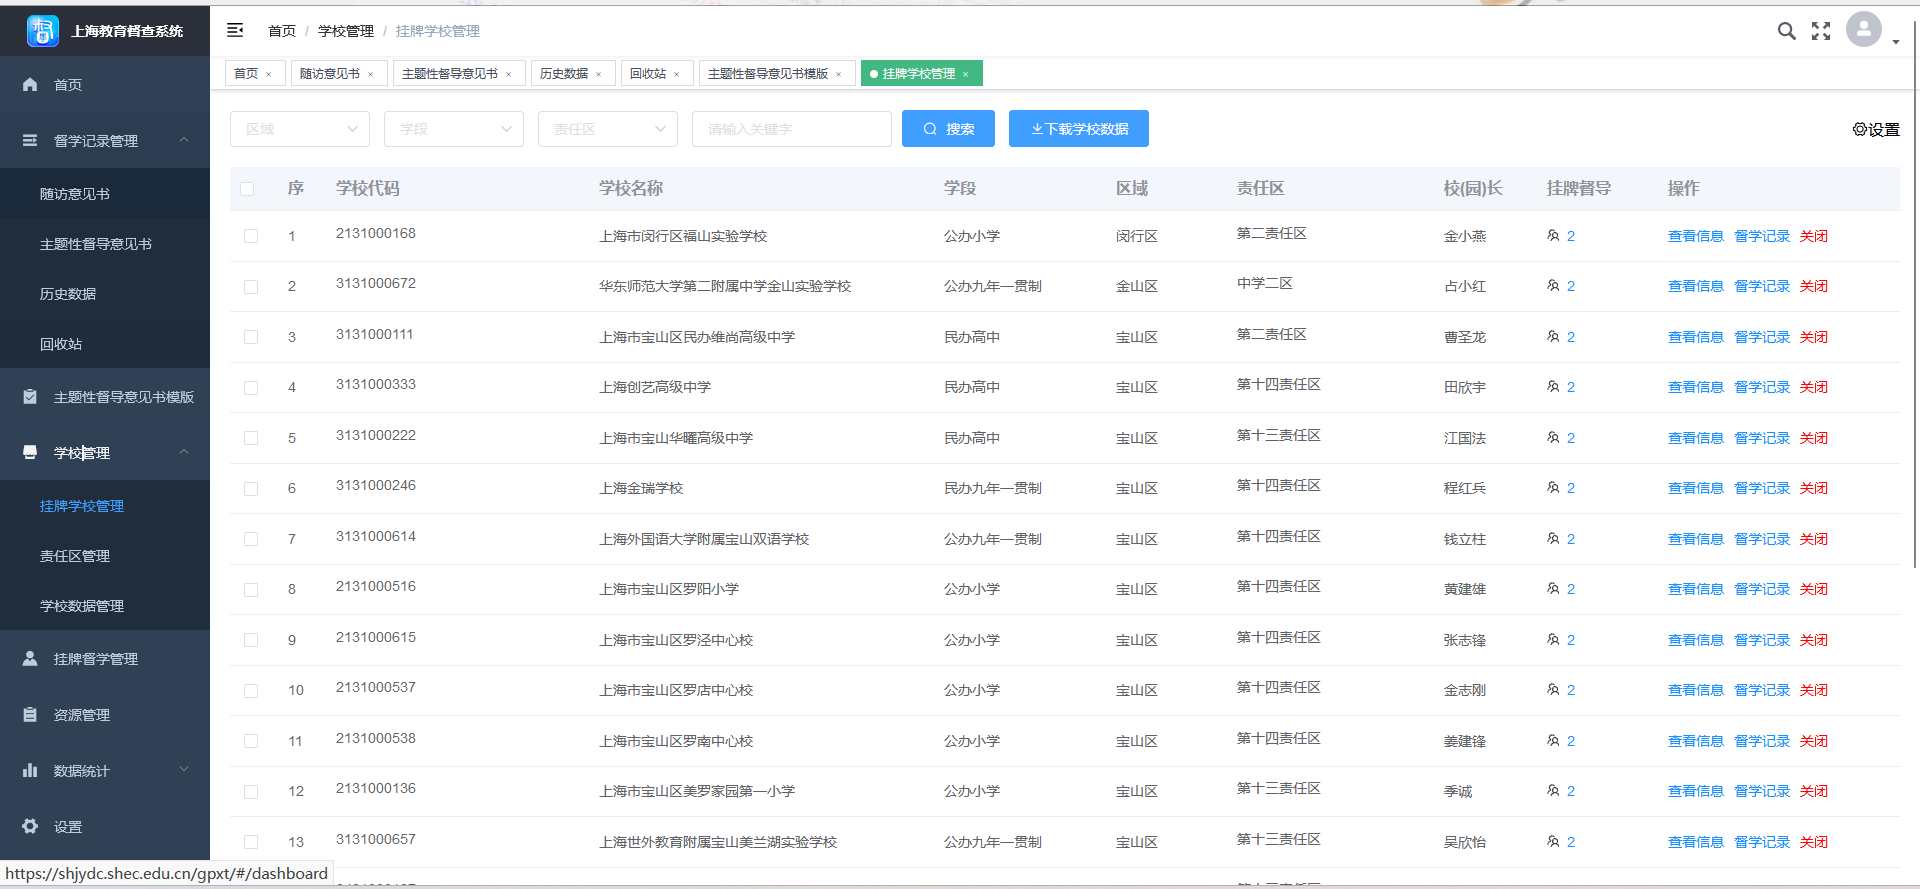 上海教育督查系统
首页 / 学校管理 / 挂牌学校管理
首页 × 随访意见书 × 主题性督导意见书 × 历史数据 × 回收站 × 主题性督导意见书模版 × 挂牌学校管理 ×
首页
督学记录管理
随访意见书
主题性督导意见书
历史数据
回收站
主题性督导意见书模版
学校管理
挂牌学校管理
责任区管理
学校数据管理
挂牌督学管理
资源管理
数据统计
设置
区域 学段 责任区 请输入关键字 搜索 下载学校数据 设置
序 学校代码 学校名称 学段 区域 责任区 校(园)长 挂牌督导 操作
1 2131000168 上海市闵行区福山实验学校 公办小学 闵行区 第二责任区 金小燕 2 查看信息 督学记录 关闭
2 3131000672 华东师范大学第二附属中学金山实验学校 公办九年一贯制 金山区 中学二区 占小红 2 查看信息 督学记录 关闭
3 3131000111 上海市宝山区民办维尚高级中学 民办高中 宝山区 第二责任区 曹圣龙 2 查看信息 督学记录 关闭
4 3131000333 上海创艺高级中学 民办高中 宝山区 第十四责任区 田欣宇 2 查看信息 督学记录 关闭
5 3131000222 上海市宝山华曜高级中学 民办高中 宝山区 第十三责任区 江国法 2 查看信息 督学记录 关闭
6 3131000246 上海金瑞学校 民办九年一贯制 宝山区 第十四责任区 程红兵 2 查看信息 督学记录 关闭
7 3131000614 上海外国语大学附属宝山双语学校 公办九年一贯制 宝山区 第十四责任区 钱立柱 2 查看信息 督学记录 关闭
8 2131000516 上海市宝山区罗阳小学 公办小学 宝山区 第十四责任区 黄建雄 2 查看信息 督学记录 关闭
9 2131000615 上海市宝山区罗泾中心校 公办小学 宝山区 第十四责任区 张志锋 2 查看信息 督学记录 关闭
10 2131000537 上海市宝山区罗店中心校 公办小学 宝山区 第十四责任区 金志刚 2 查看信息 督学记录 关闭
11 2131000538 上海市宝山区罗南中心校 公办小学 宝山区 第十四责任区 姜建锋 2 查看信息 督学记录 关闭
12 2131000136 上海市宝山区美罗家园第一小学 公办小学 宝山区 第十三责任区 季诚 2 查看信息 督学记录 关闭
13 3131000657 上海世外教育附属宝山美兰湖实验学校 公办九年一贯制 宝山区 第十三责任区 吴欣怡 2 查看信息 督学记录 关闭
https://shjydc.shec.edu.cn/gpxt/#/dashboard